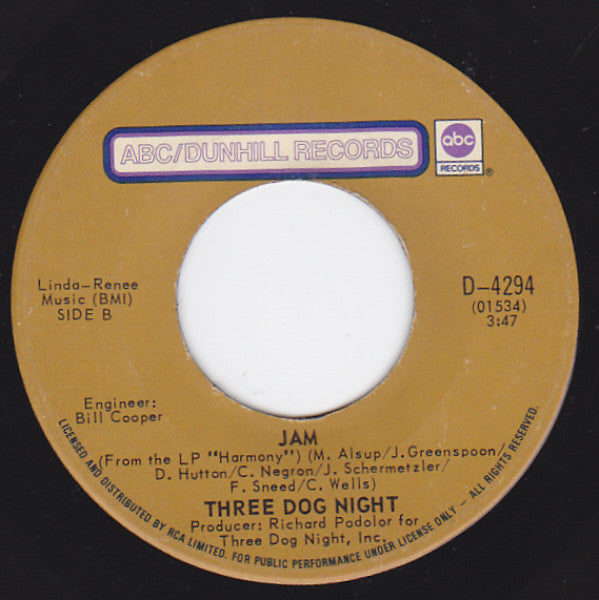 ABC/DUNHILL RECORDS
abc
RECORDS
®
Linda-Renee
Music (BMI)
SIDE B
D-4294
(01534)
3:47
Engineer:
Bill Cooper
JAM
(From the LP "Harmony") (M. Alsup/J. Greenspoon/
D. Hutton/C. Negron/J. Schermetzler/
F. Sneed/C. Wells)
THREE DOG NIGHT
Producer: Richard Podolor for
Three Dog Night, Inc.
LICENSED AND DISTRIBUTED BY RCA LIMITED. FOR PUBLIC PERFORMANCE UNDER LICENSE ONLY – ALL RIGHTS RESERVED.